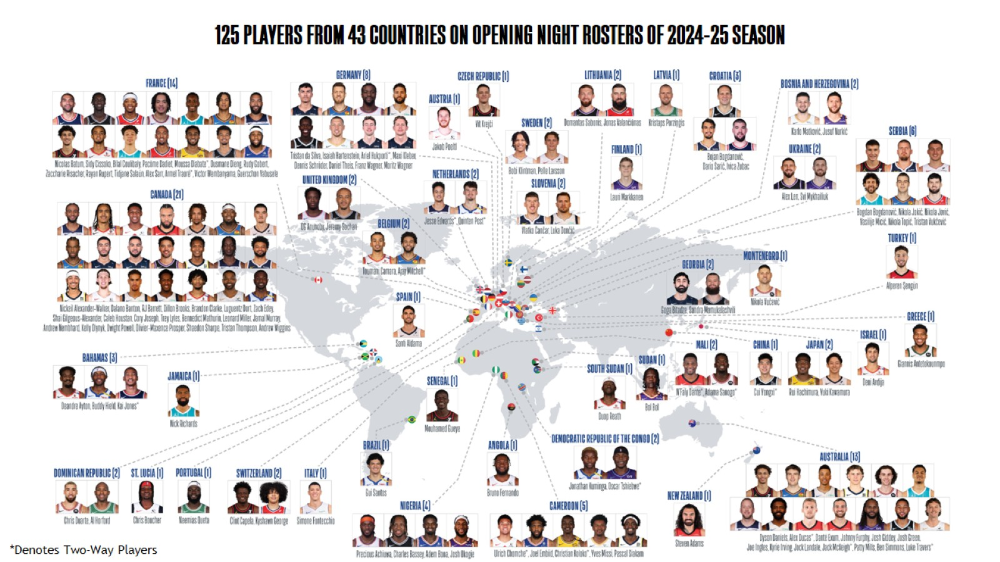 125 PLAYERS FROM 43 COUNTRIES ON OPENING NIGHT ROSTERS OF 2024-25 SEASON
FRANCE (14)
Nicolas Batum, Sidy Cissoko, Bilal Coulibaly, Pacôme Dadiet, Moussa Diabate*, Ousmane Dieng, Rudy Gobert,
Zaccharie Risacher, Rayan Rupert, Tidjane Salaün, Alex Sarr, Armel Traoré*, Victor Wembanyama, Guerschon Yabusele
GERMANY (8)
Tristan da Silva, Isaiah Hartenstein, Ariel Hukporti*, Maxi Kleber,
Dennis Schröder, Daniel Theis, Franz Wagner, Moritz Wagner
AUSTRIA (1)
Jakob Poeltl
CZECH REPUBLIC (1)
Vit Krejčí
SWEDEN (2)
Bobi Klintman, Pelle Larsson
LITHUANIA (2)
Domantas Sabonis, Jonas Valančiūnas
LATVIA (1)
Kristaps Porziņģis
CROATIA (3)
Bojan Bogdanović,
Dario Šarić, Ivica Zubac
BOSNIA AND HERZEGOVINA (2)
Karlo Matković, Jusuf Nurkić
SERBIA (6)
Bogdan Bogdanović, Nikola Jokić, Nikola Jović,
Vasilije Micić, Nikola Topić, Tristan Vukčević
FINLAND (1)
Lauri Markkanen
UKRAINE (2)
Alex Len, Svi Mykhailiuk
CANADA (21)
Nickeil Alexander-Walker, Dalano Banton, RJ Barrett, Dillon Brooks, Brandon Clarke, Luguentz Dort, Zach Edey,
Shai Gilgeous-Alexander, Caleb Houstan, Cory Joseph, Trey Lyles, Bennedict Mathurin, Leonard Miller, Jamal Murray,
Andrew Nembhard, Kelly Olynyk, Dwight Powell, Olivier-Maxence Prosper, Shaedon Sharpe, Tristan Thompson, Andrew Wiggins
UNITED KINGDOM (2)
OG Anunoby, Jeremy Sochan
NETHERLANDS (2)
Jesse Edwards*, Quinten Post*
SLOVENIA (2)
Vlatko Čančar, Luka Dončić
BELGIUM (2)
Toumani Camara, Ajay Mitchell*
SPAIN (1)
Santi Aldama
GEORGIA (2)
Goga Bitadze, Sandro Mamukelashvili
MONTENEGRO (1)
Nikola Vučević
TURKEY (1)
Alperen Şengün
GREECE (1)
Giannis Antetokounmpo
ISRAEL (1)
Deni Avdija
JAPAN (2)
Rui Hachimura, Yuki Kawamura
CHINA (1)
Cui Yongxi*
MALI (2)
N'Faly Dante*, Adama Sanogo*
SUDAN (1)
Bol Bol
SOUTH SUDAN (1)
Duop Reath
BAHAMAS (3)
Deandre Ayton, Buddy Hield, Kai Jones*
JAMAICA (1)
Nick Richards
SENEGAL (1)
Mouhamed Gueye
DOMINICAN REPUBLIC (2)
Chris Duarte, Al Horford
ST. LUCIA (1)
Chris Boucher
PORTUGAL (1)
Neemias Queta
SWITZERLAND (2)
Clint Capela, Kyshawn George
ITALY (1)
Simone Fontecchio
BRAZIL (1)
Gui Santos
ANGOLA (1)
Bruno Fernando
DEMOCRATIC REPUBLIC OF THE CONGO (2)
Jonathan Kuminga, Oscar Tshiebwe*
NIGERIA (4)
Precious Achiuwa, Charles Bassey, Adem Bona, Josh Okogie
CAMEROON (5)
Ulrich Chomche*, Joel Embiid, Christian Koloko*, Yves Missi, Pascal Siakam
NEW ZEALAND (1)
Steven Adams
AUSTRALIA (13)
Dyson Daniels, Alex Ducas*, Danté Exum, Johnny Furphy, Josh Giddey, Josh Green,
Joe Ingles, Kyrie Irving, Jock Landale, Jack McVeigh*, Patty Mills, Ben Simmons, Luke Travers*
*Denotes Two-Way Players